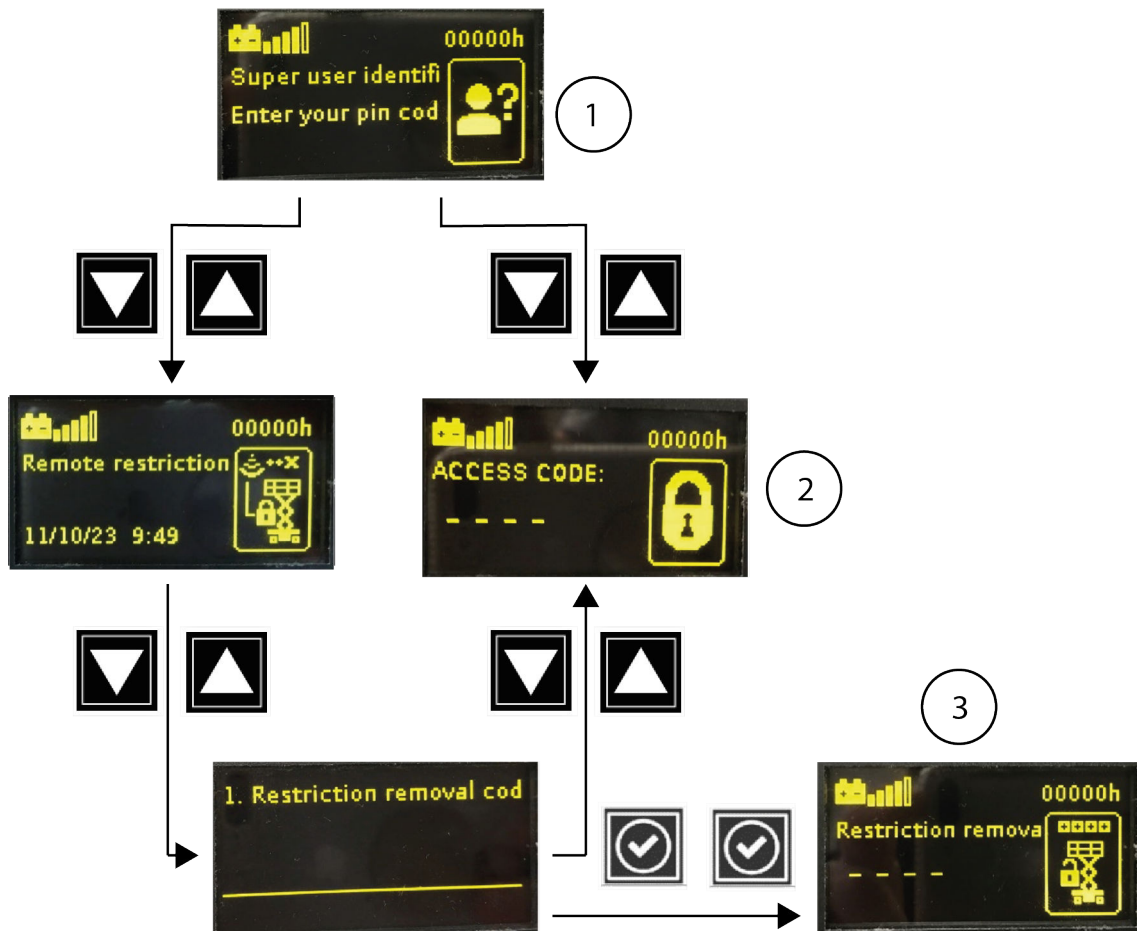 00000h
Super user identifi
Enter your pin cod
1
00000h
Remote restriction
11/10/23 9:49
00000h
ACCESS CODE:
- - - -
2
1. Restriction removal cod
3
00000h
Restriction remova
- - - -